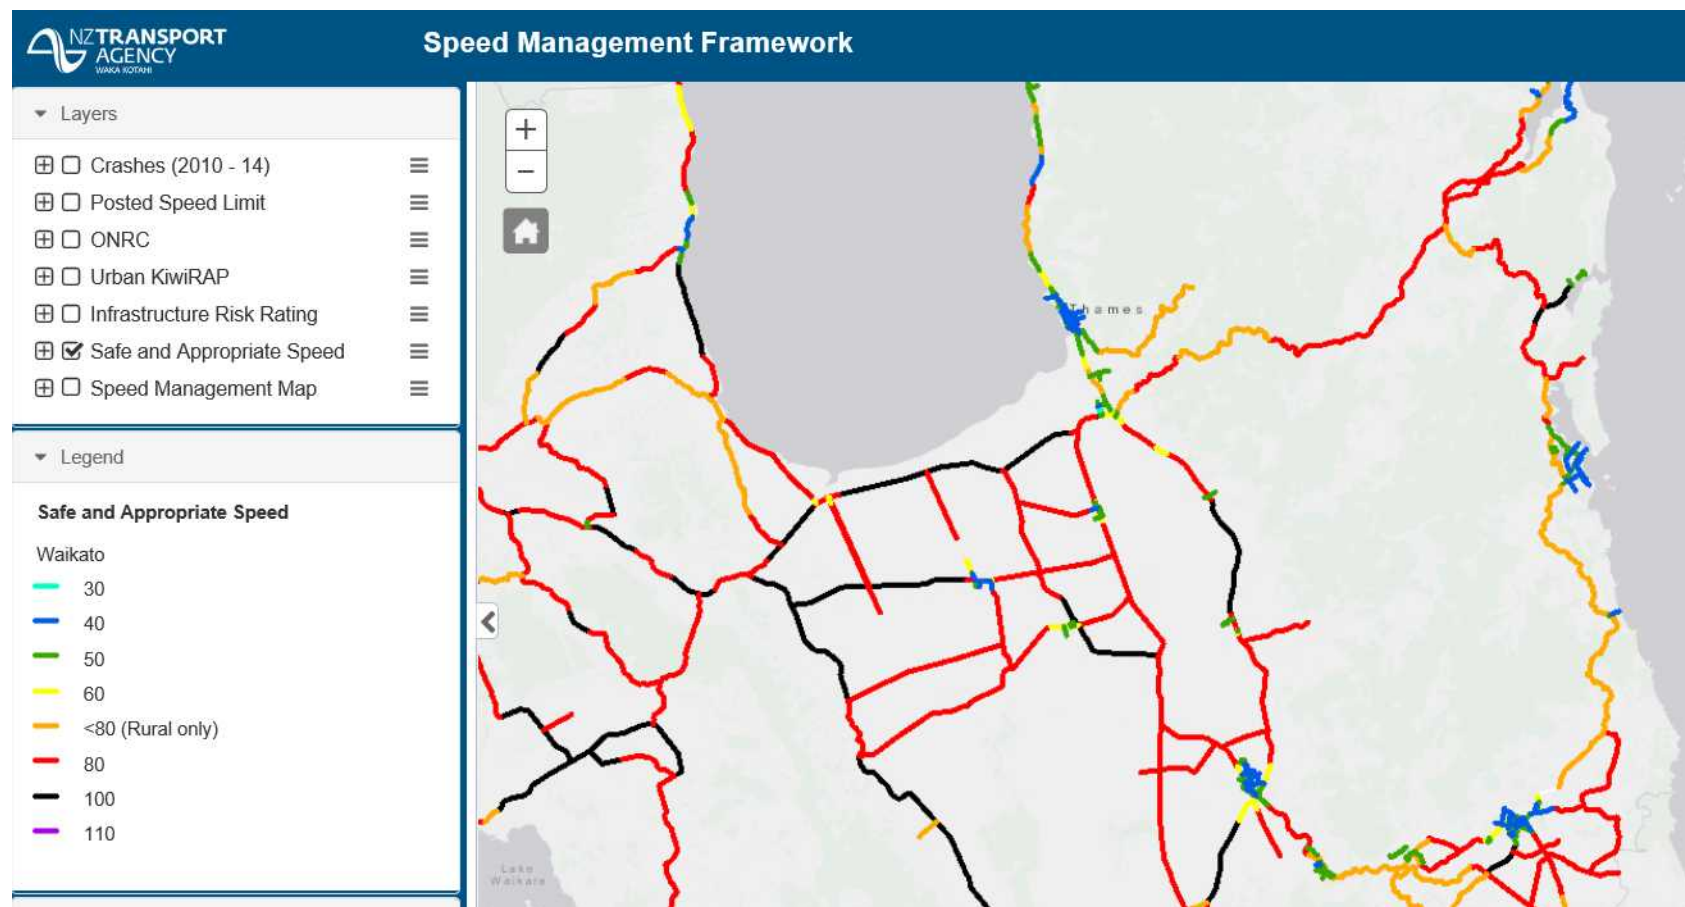 NZTRANSPORT
AGENCY
WAKA KOTAHI
Speed Management Framework
Layers
Crashes (2010 - 14)
Posted Speed Limit
ONRC
Urban KiwiRAP
Infrastructure Risk Rating
Safe and Appropriate Speed
Speed Management Map
Legend
Safe and Appropriate Speed
Waikato
30
40
50
60
<80 (Rural only)
80
100
110
+
−
Thames
Lake
Waikare